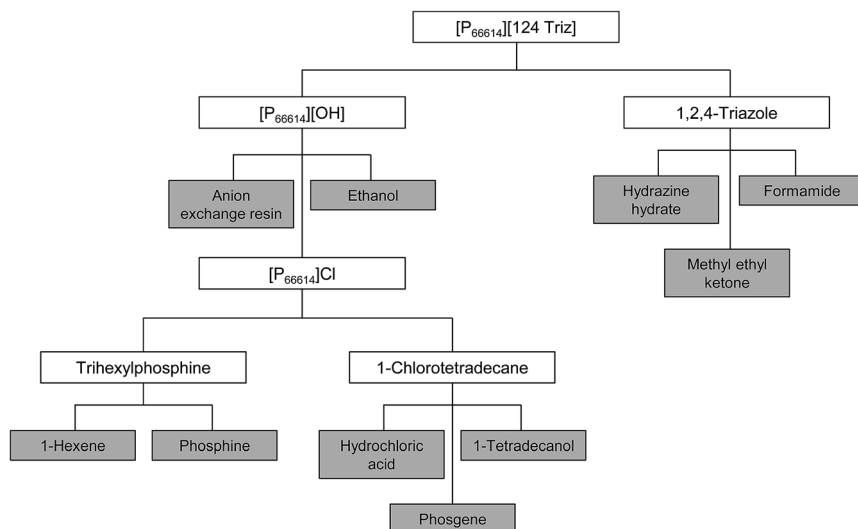 [P₆₆₆₁₄][124 Triz]
[P₆₆₆₁₄][OH]
1,2,4-Triazole
Anion
exchange resin
Ethanol
Hydrazine
hydrate
Formamide
Methyl ethyl
ketone
[P₆₆₆₁₄]Cl
Trihexylphosphine
1-Chlorotetradecane
1-Hexene
Phosphine
Hydrochloric
acid
1-Tetradecanol
Phosgene